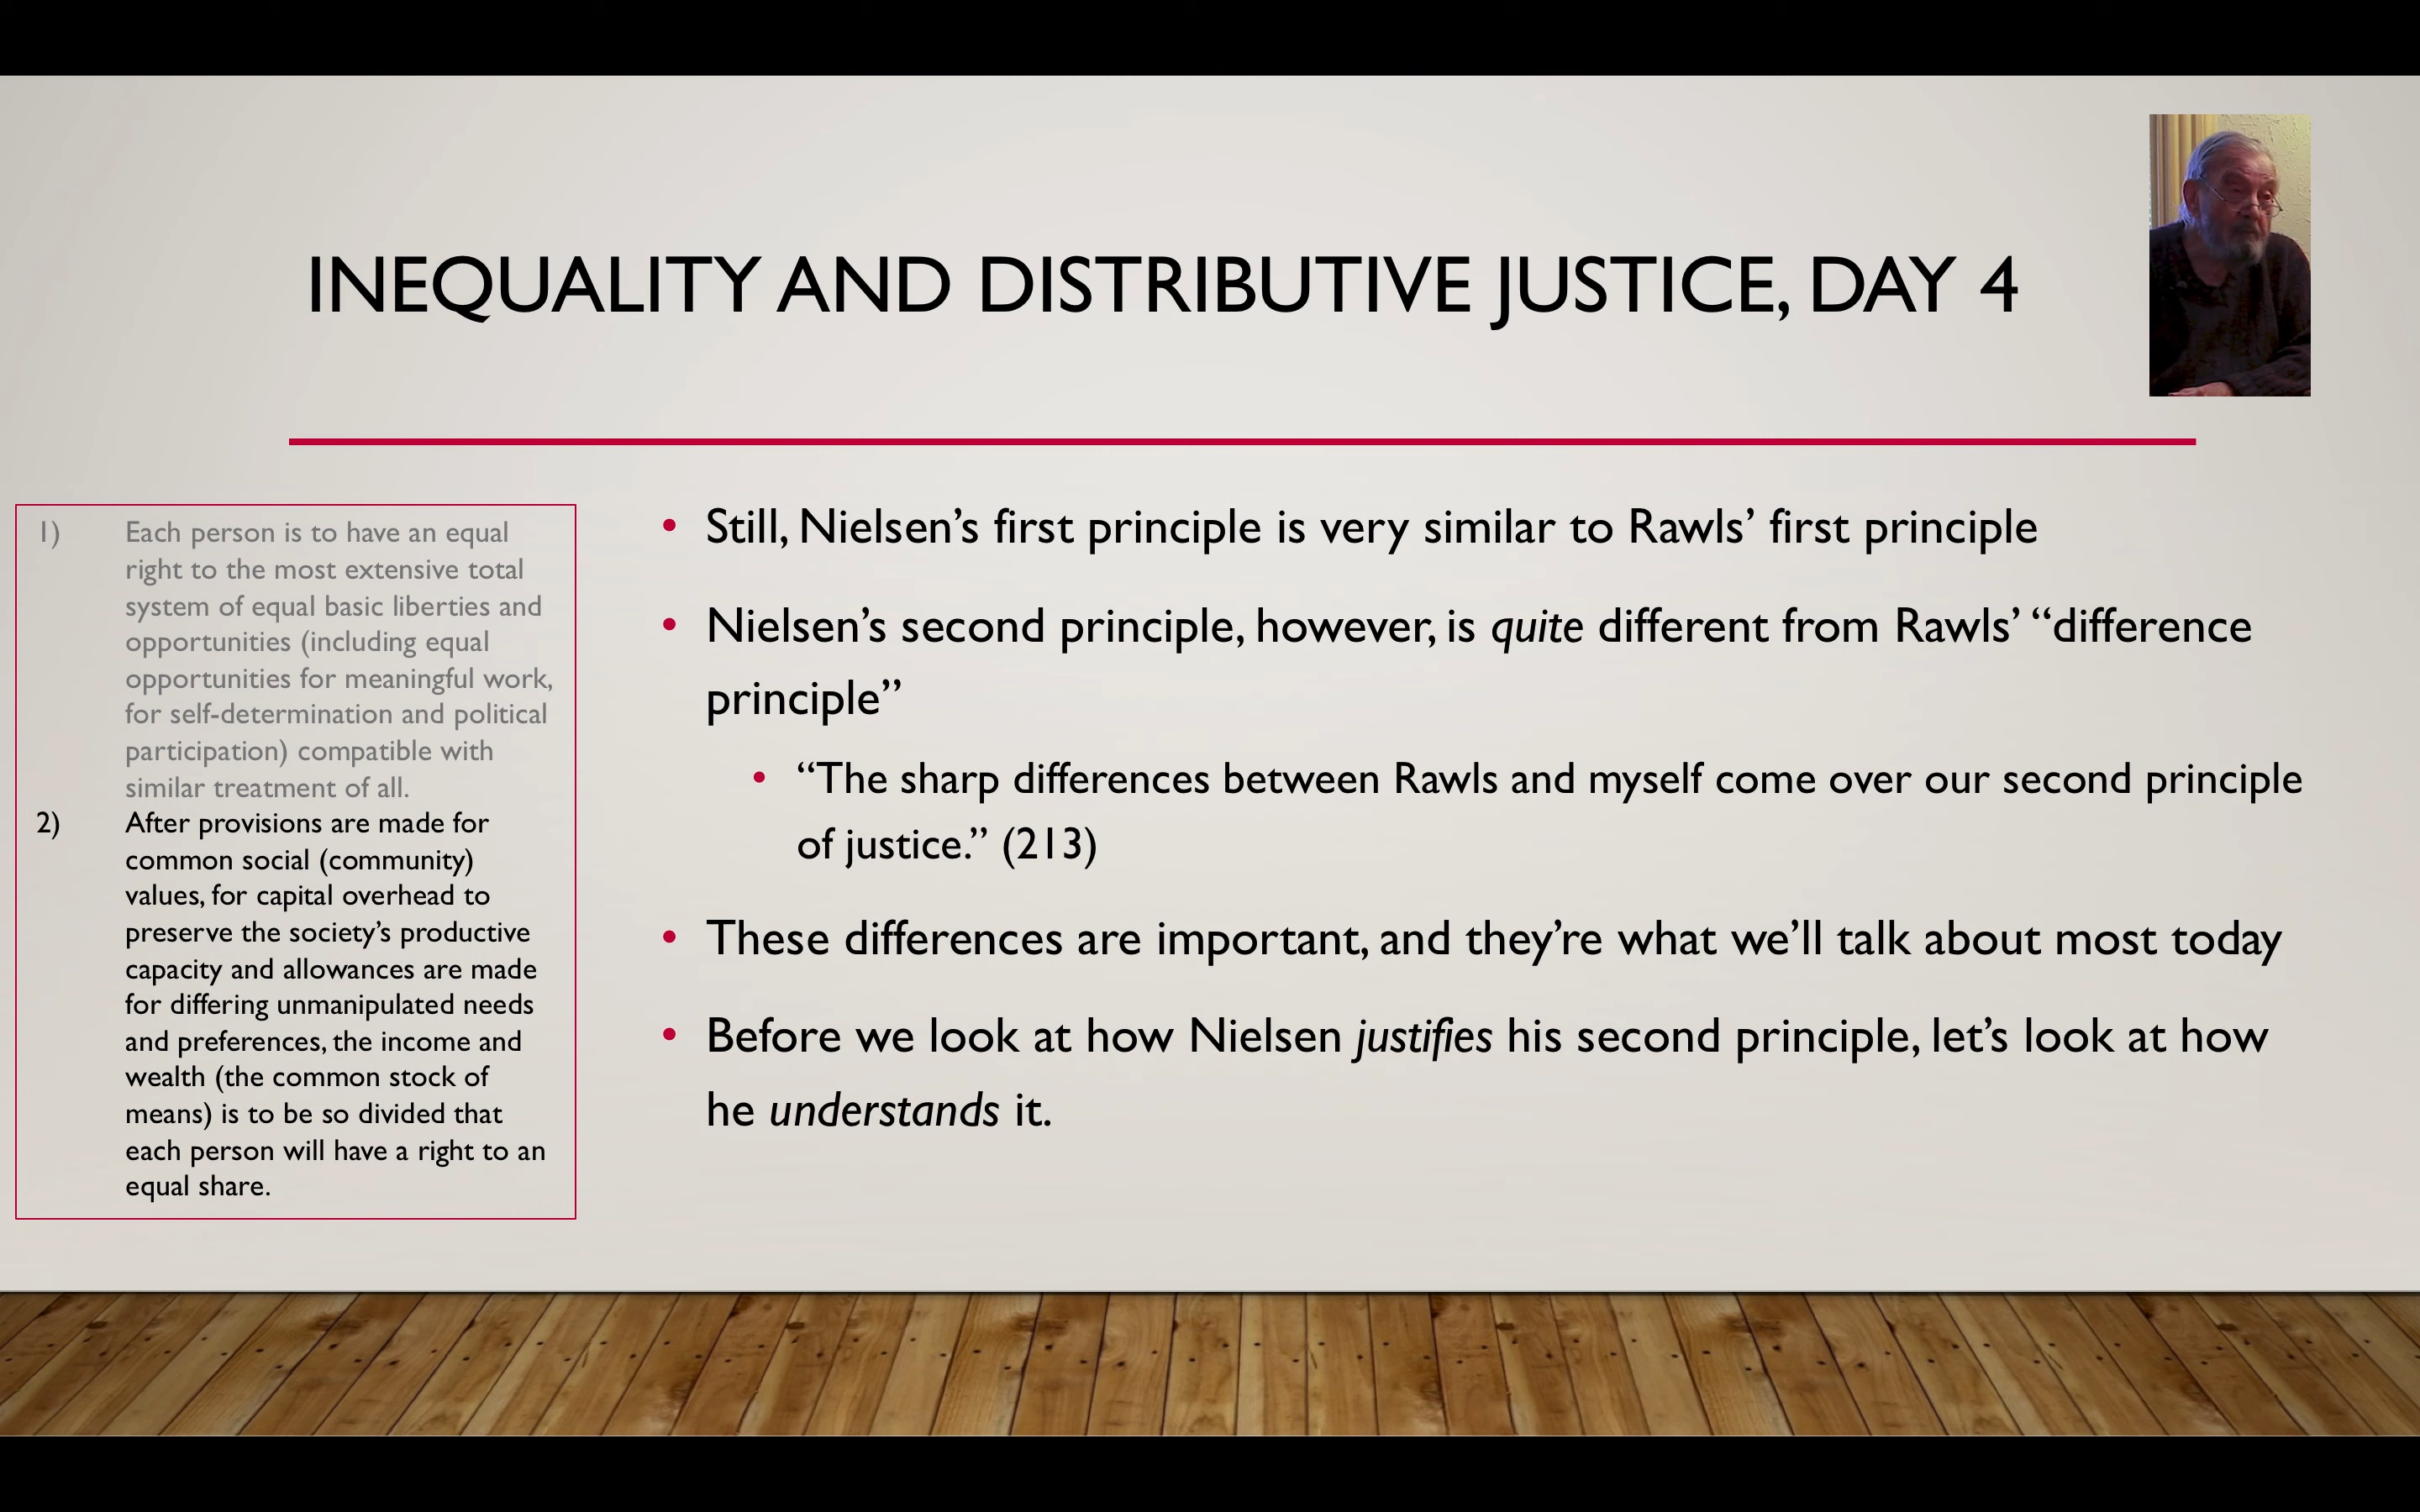 INEQUALITY AND DISTRIBUTIVE JUSTICE, DAY 4
1) Each person is to have an equal
right to the most extensive total
system of equal basic liberties and
opportunities (including equal
opportunities for meaningful work,
for self-determination and political
participation) compatible with
similar treatment of all.
2) After provisions are made for
common social (community)
values, for capital overhead to
preserve the society’s productive
capacity and allowances are made
for differing unmanipulated needs
and preferences, the income and
wealth (the common stock of
means) is to be so divided that
each person will have a right to an
equal share.
• Still, Nielsen’s first principle is very similar to Rawls’ first principle
• Nielsen’s second principle, however, is quite different from Rawls’ “difference
principle”
• “The sharp differences between Rawls and myself come over our second principle
of justice.” (213)
• These differences are important, and they’re what we’ll talk about most today
• Before we look at how Nielsen justifies his second principle, let’s look at how
he understands it.